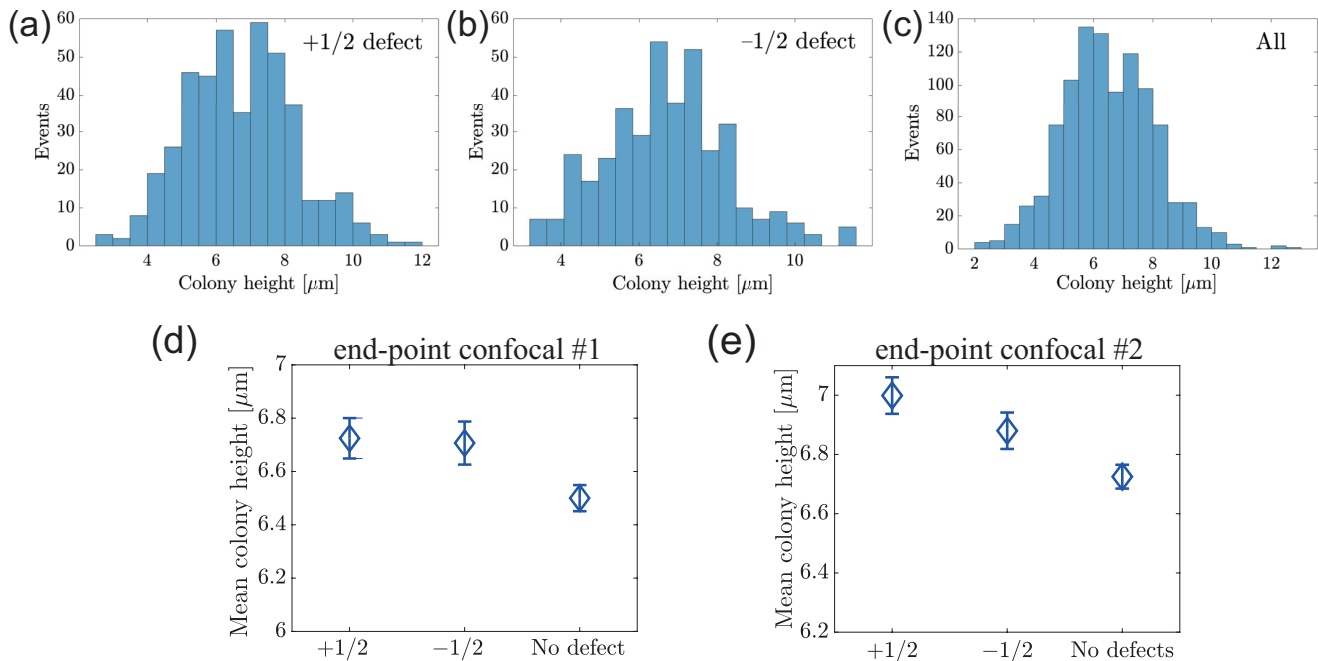 (a)
60
50
40
30
20
10
0
Events
+1/2 defect
4
6
8
10
12
Colony height [μm]
(b)
60
50
40
30
20
10
0
Events
–1/2 defect
4
6
8
10
Colony height [μm]
(c)
140
120
100
80
60
40
20
0
Events
All
2
4
6
8
10
12
Colony height [μm]
(d)
end-point confocal #1
Mean colony height [μm]
7
6.8
6.6
6.4
6.2
6
+1/2
−1/2
No defect
(e)
end-point confocal #2
Mean colony height [μm]
7
6.8
6.6
6.4
6.2
+1/2
−1/2
No defects